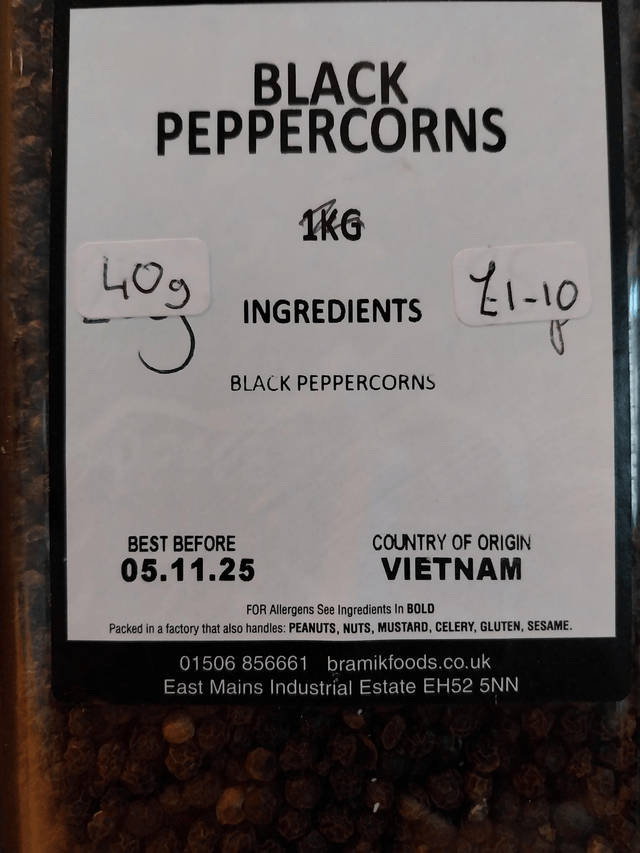 BLACK
PEPPERCORNS
1KG
40g
£1-10
INGREDIENTS
BLACK PEPPERCORNS
BEST BEFORE
05.11.25
COUNTRY OF ORIGIN
VIETNAM
FOR Allergens See Ingredients In BOLD
Packed in a factory that also handles: PEANUTS, NUTS, MUSTARD, CELERY, GLUTEN, SESAME.
01506 856661 bramikfoods.co.uk
East Mains Industrial Estate EH52 5NN